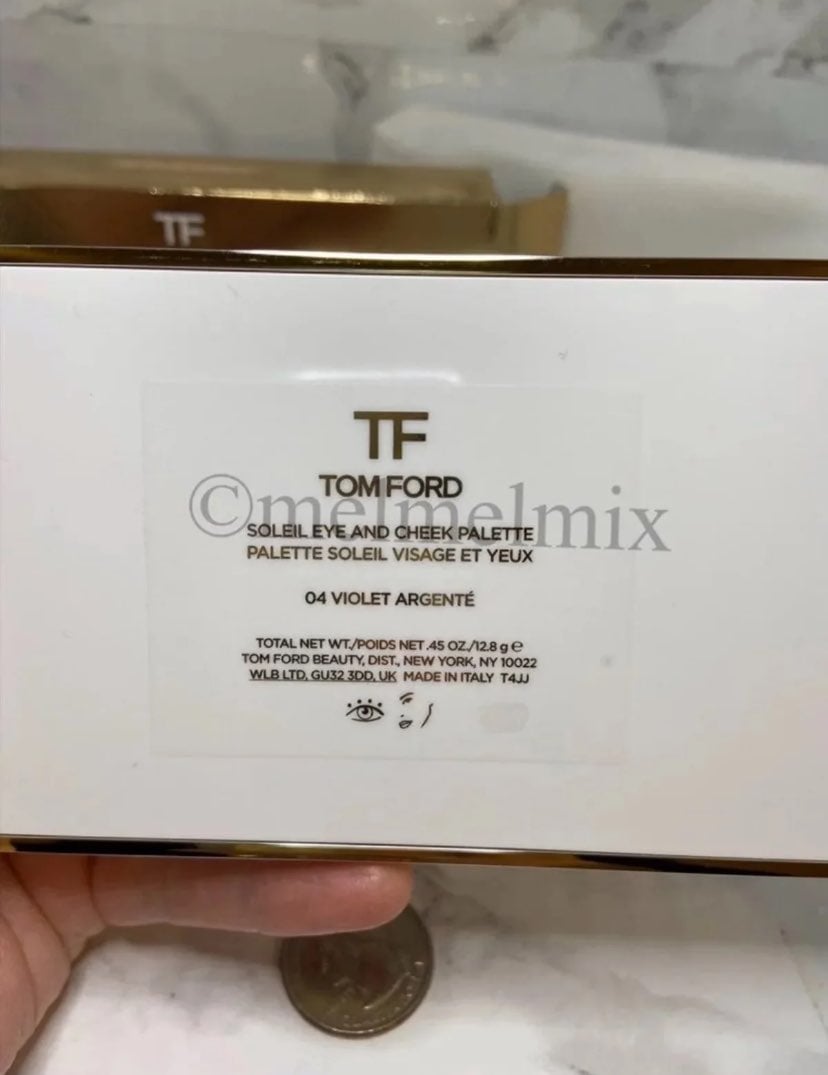 TF
TF
TOM FORD
©melmelmix
SOLEIL EYE AND CHEEK PALETTE
PALETTE SOLEIL VISAGE ET YEUX
04 VIOLET ARGENTÉ
TOTAL NET WT./POIDS NET .45 OZ./12.8 g e
TOM FORD BEAUTY, DIST., NEW YORK, NY 10022
WLB LTD, GU32 3DD, UK MADE IN ITALY T4JJ